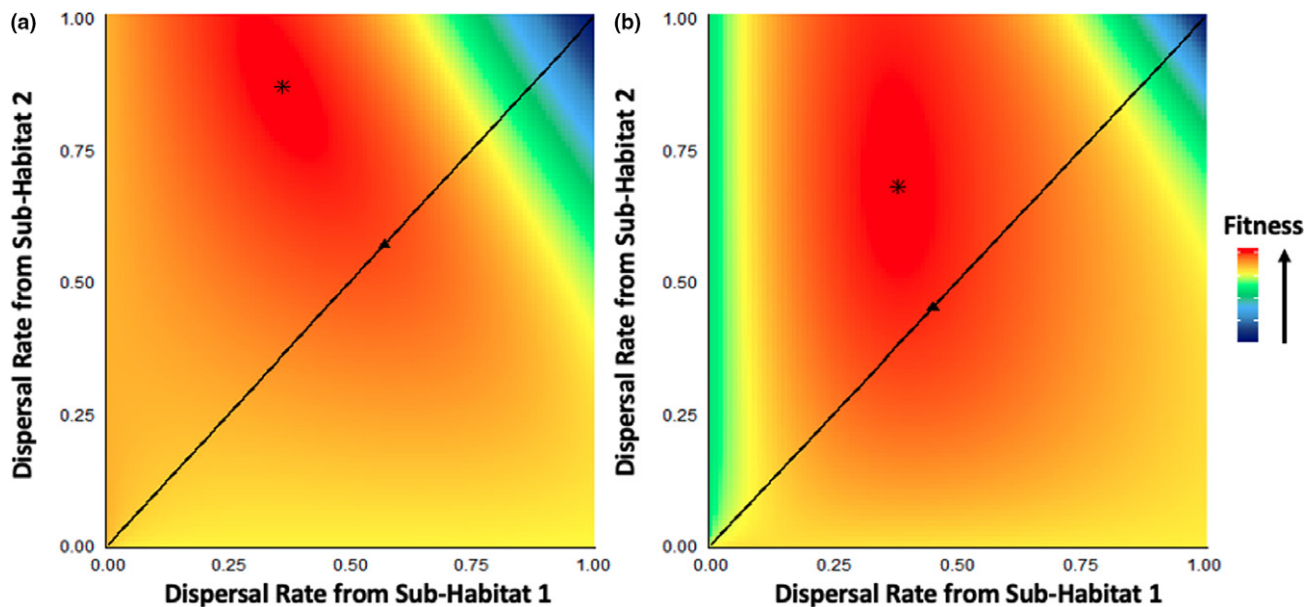 (a)
1.00
0.75
0.50
0.25
0.00
Dispersal Rate from Sub-Habitat 2
0.00 0.25 0.50 0.75 1.00
Dispersal Rate from Sub-Habitat 1
(b)
1.00
0.75
0.50
0.25
0.00
Dispersal Rate from Sub-Habitat 2
0.00 0.25 0.50 0.75 1.00
Dispersal Rate from Sub-Habitat 1
Fitness